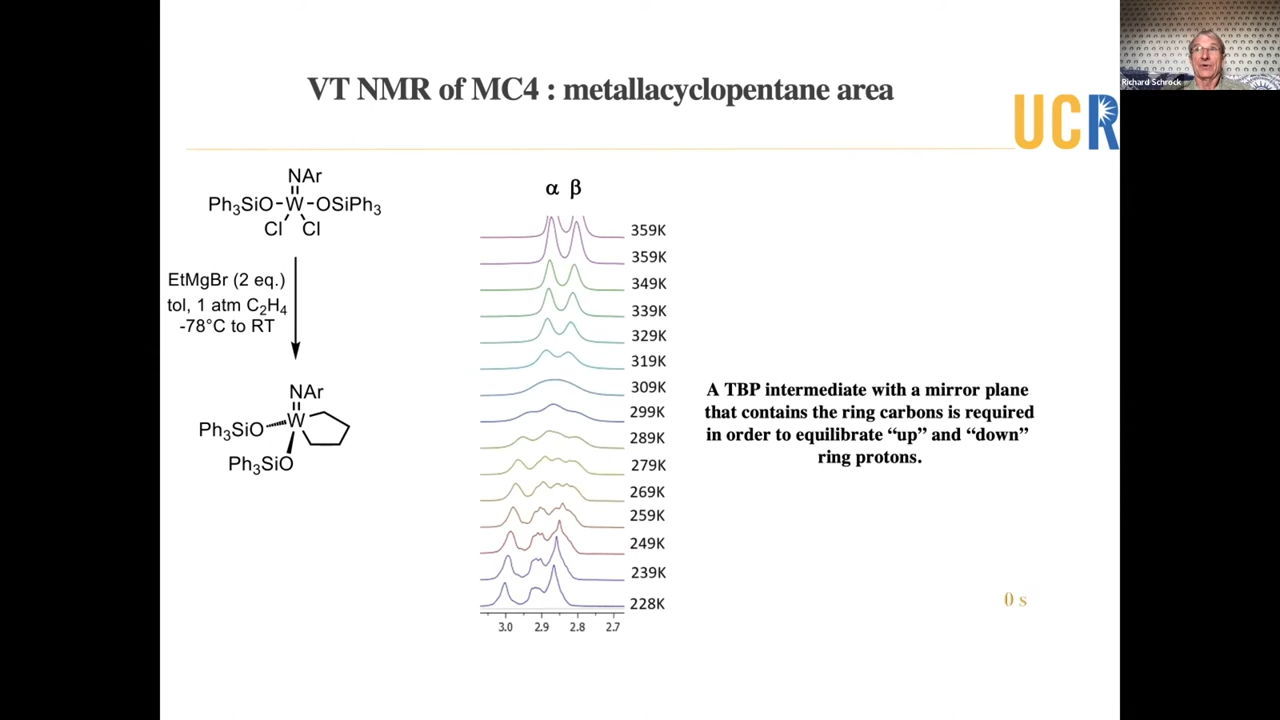 VT NMR of MC4 : metallacyclopentane area
Richard Schrock
UCR
NAr
Ph₃SiO-W-OSiPh₃
Cl Cl
EtMgBr (2 eq.)
tol, 1 atm C₂H₄
-78°C to RT
NAr
Ph₃SiO W
Ph₃SiO
α β
359K
359K
349K
339K
329K
319K
309K
299K
289K
279K
269K
259K
249K
239K
228K
3.0 2.9 2.8 2.7
A TBP intermediate with a mirror plane
that contains the ring carbons is required
in order to equilibrate “up” and “down”
ring protons.
0 s